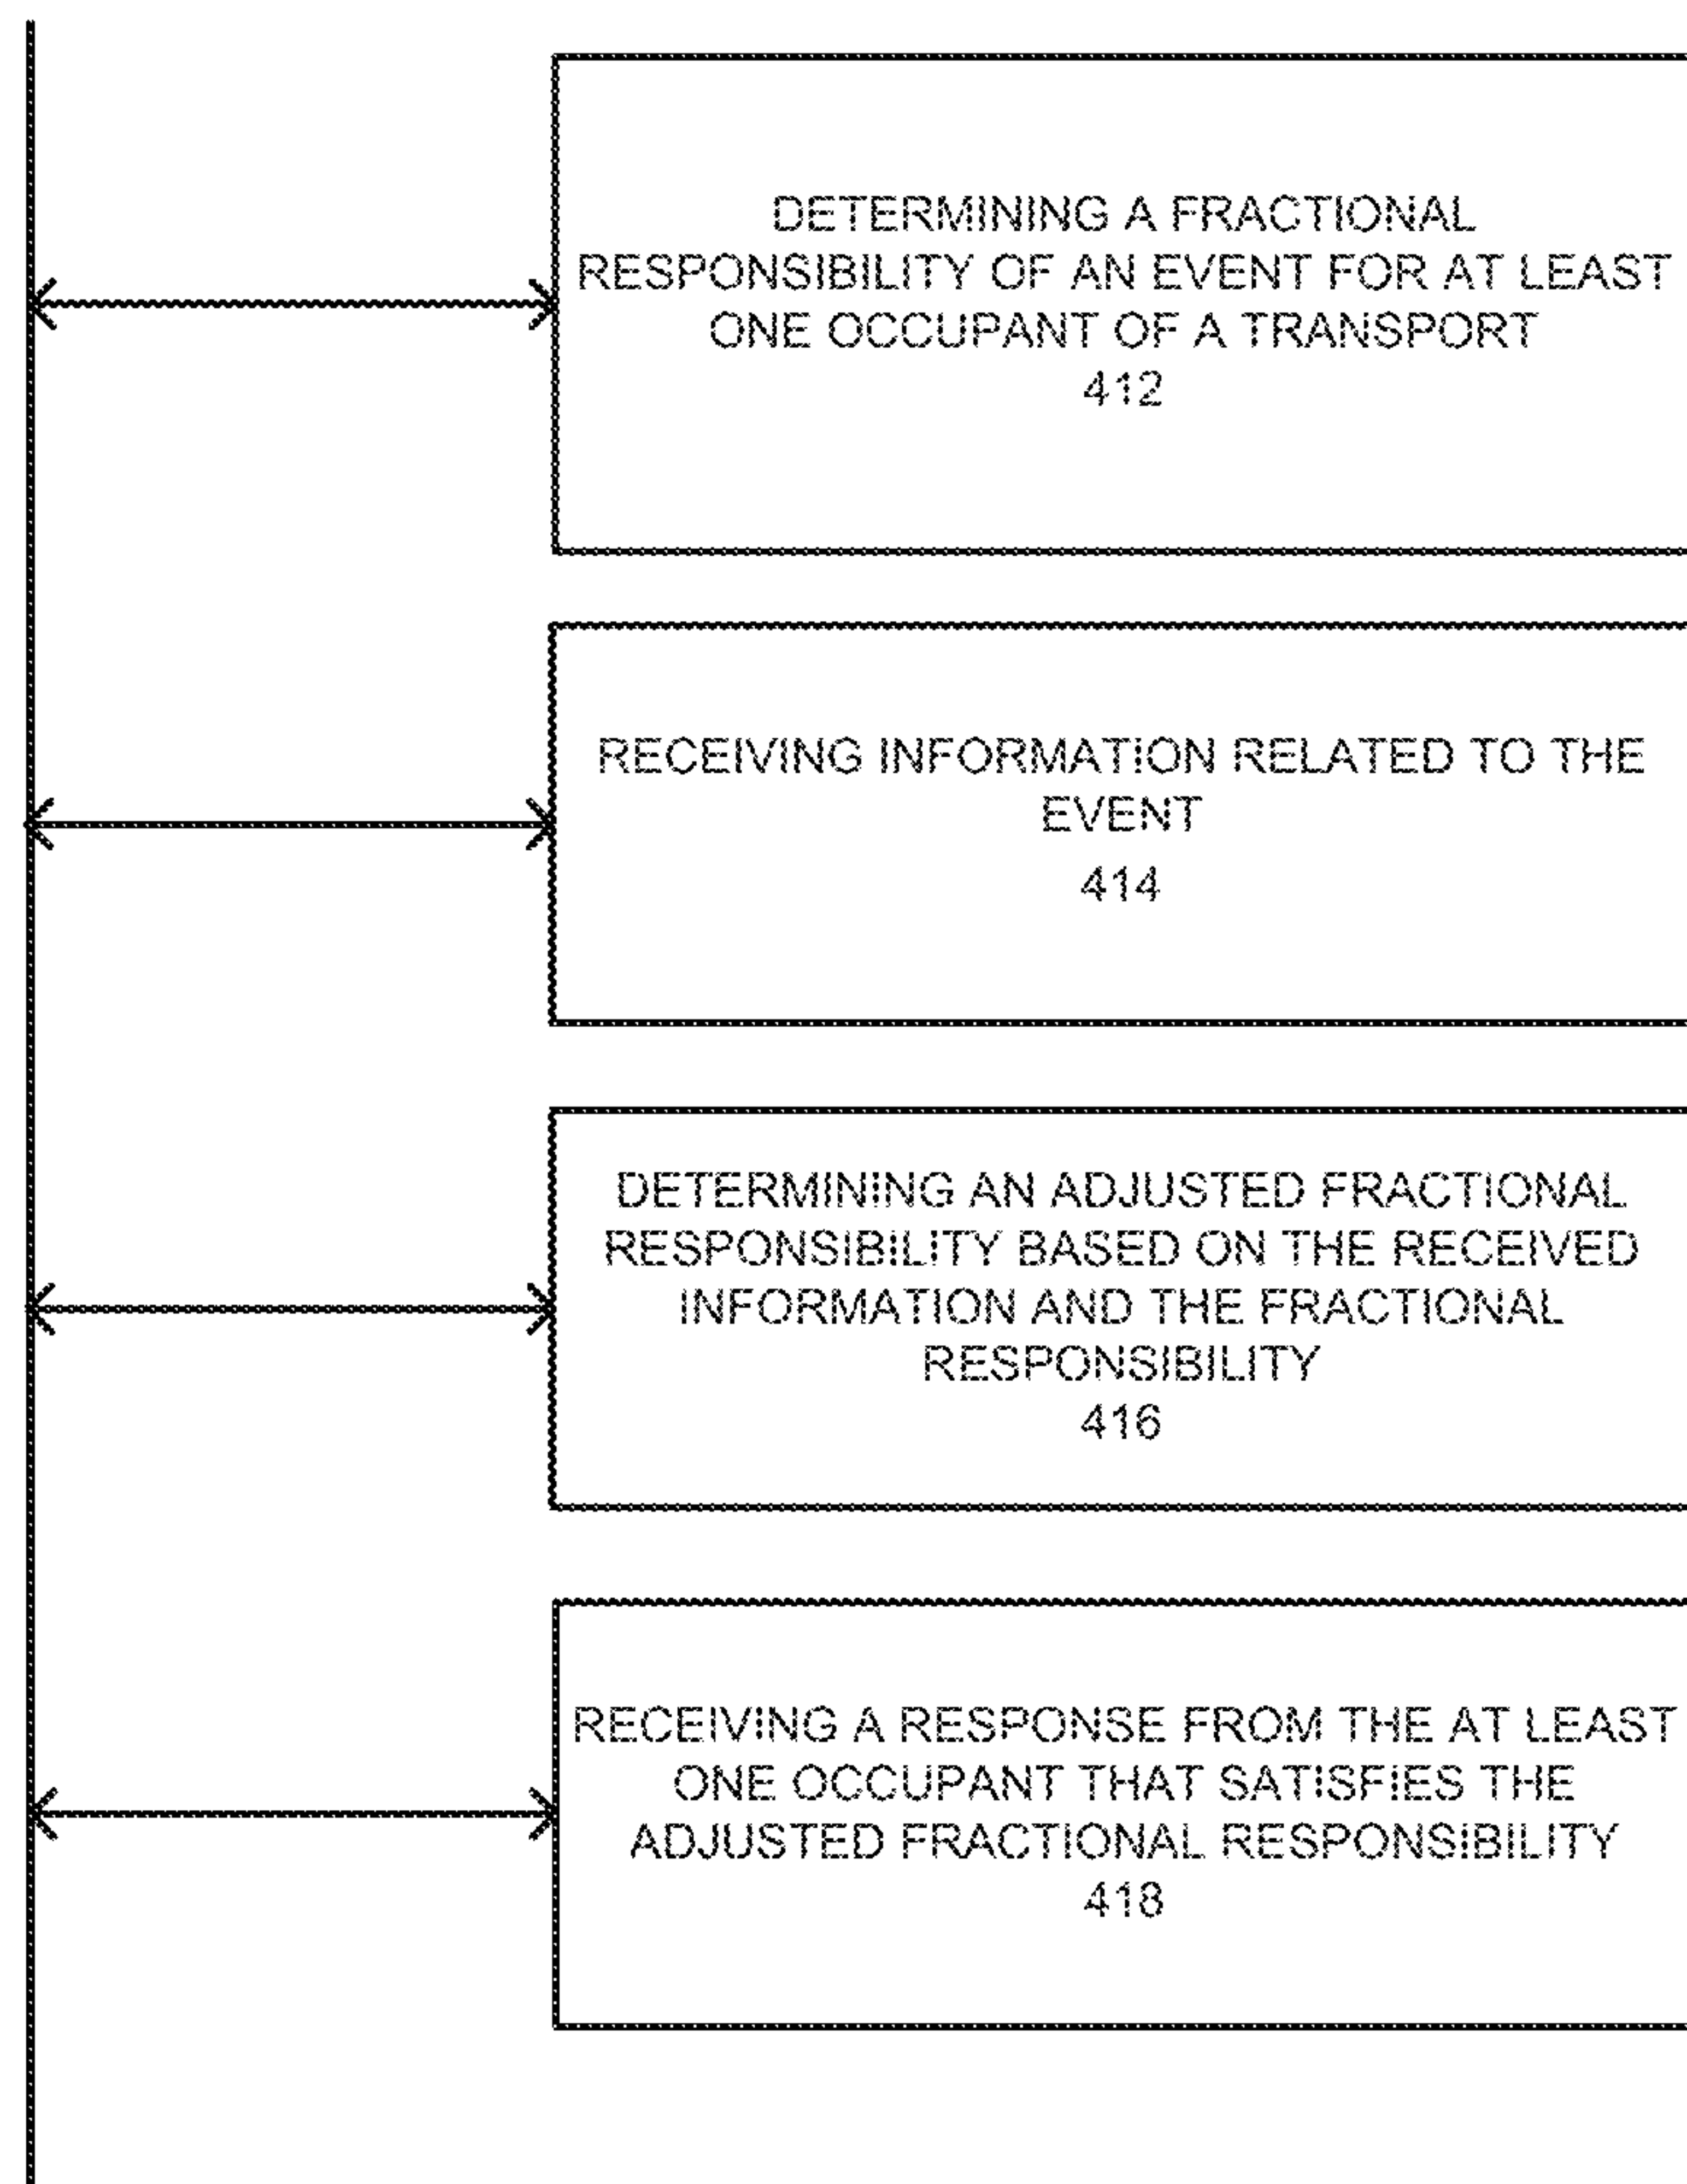 DETERMINING A FRACTIONAL
RESPONSIBILITY OF AN EVENT FOR AT LEAST
ONE OCCUPANT OF A TRANSPORT
412
RECEIVING INFORMATION RELATED TO THE
EVENT
414
DETERMINING AN ADJUSTED FRACTIONAL
RESPONSIBILITY BASED ON THE RECEIVED
INFORMATION AND THE FRACTIONAL
RESPONSIBILITY
416
RECEIVING A RESPONSE FROM THE AT LEAST
ONE OCCUPANT THAT SATISFIES THE
ADJUSTED FRACTIONAL RESPONSIBILITY
418